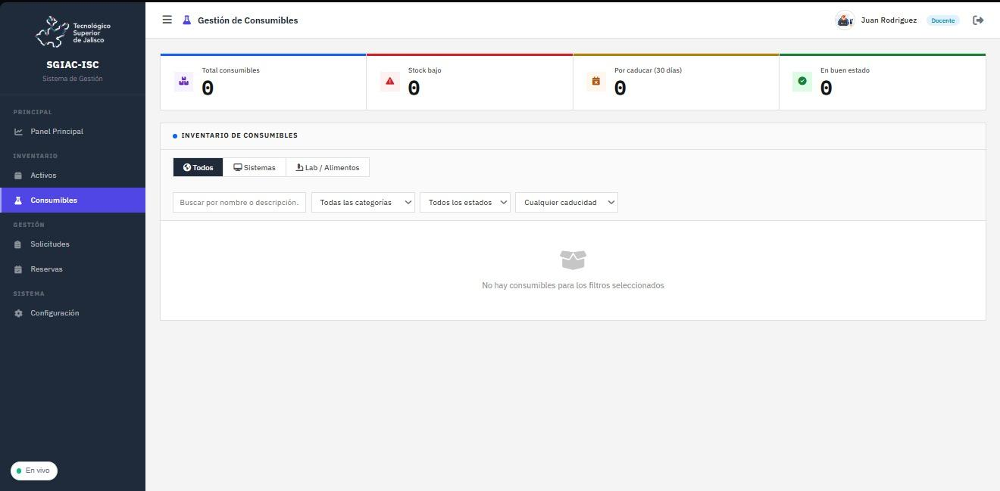 Tecnológico
Superior
de Jalisco
SGIAC-ISC
Sistema de Gestión
PRINCIPAL
Panel Principal
INVENTARIO
Activos
Consumibles
GESTIÓN
Solicitudes
Reservas
SISTEMA
Configuración
En vivo
Gestión de Consumibles
Juan Rodriguez
Docente
Total consumibles
0
Stock bajo
0
Por caducar (30 días)
0
En buen estado
0
INVENTARIO DE CONSUMIBLES
Todos
Sistemas
Lab / Alimentos
Buscar por nombre o descripción.
Todas las categorías
Todos los estados
Cualquier caducidad
No hay consumibles para los filtros seleccionados